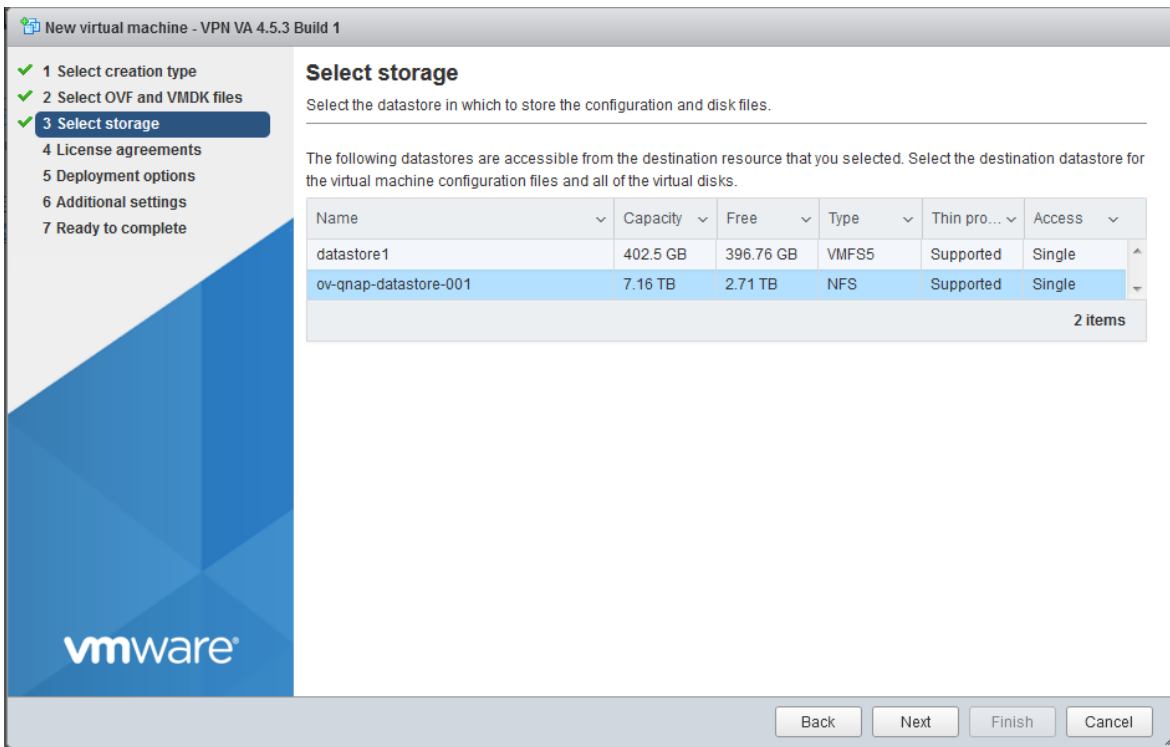 New virtual machine - VPN VA 4.5.3 Build 1
1 Select creation type
2 Select OVF and VMDK files
3 Select storage
4 License agreements
5 Deployment options
6 Additional settings
7 Ready to complete
vmware®
Select storage
Select the datastore in which to store the configuration and disk files.
The following datastores are accessible from the destination resource that you selected. Select the destination datastore for
the virtual machine configuration files and all of the virtual disks.
Name Capacity Free Type Thin pro... Access
datastore1 402.5 GB 396.76 GB VMFS5 Supported Single
ov-qnap-datastore-001 7.16 TB 2.71 TB NFS Supported Single
2 items
Back Next Finish Cancel